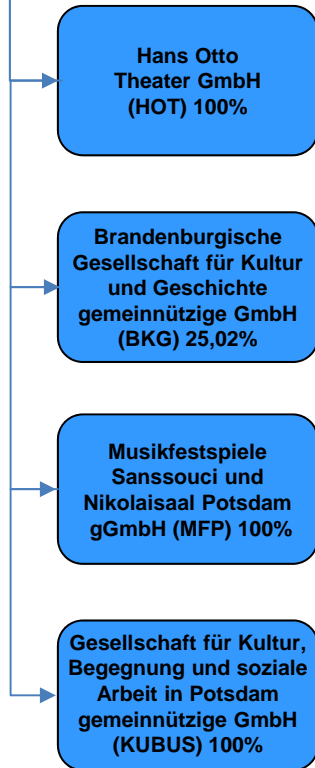 Hans Otto
Theater GmbH
(HOT) 100%
Brandenburgische
Gesellschaft für Kultur
und Geschichte
gemeinnützige GmbH
(BKG) 25,02%
Musikfestspiele
Sanssouci und
Nikolaisaal Potsdam
gGmbH (MFP) 100%
Gesellschaft für Kultur,
Begegnung und soziale
Arbeit in Potsdam
gemeinnützige GmbH
(KUBUS) 100%